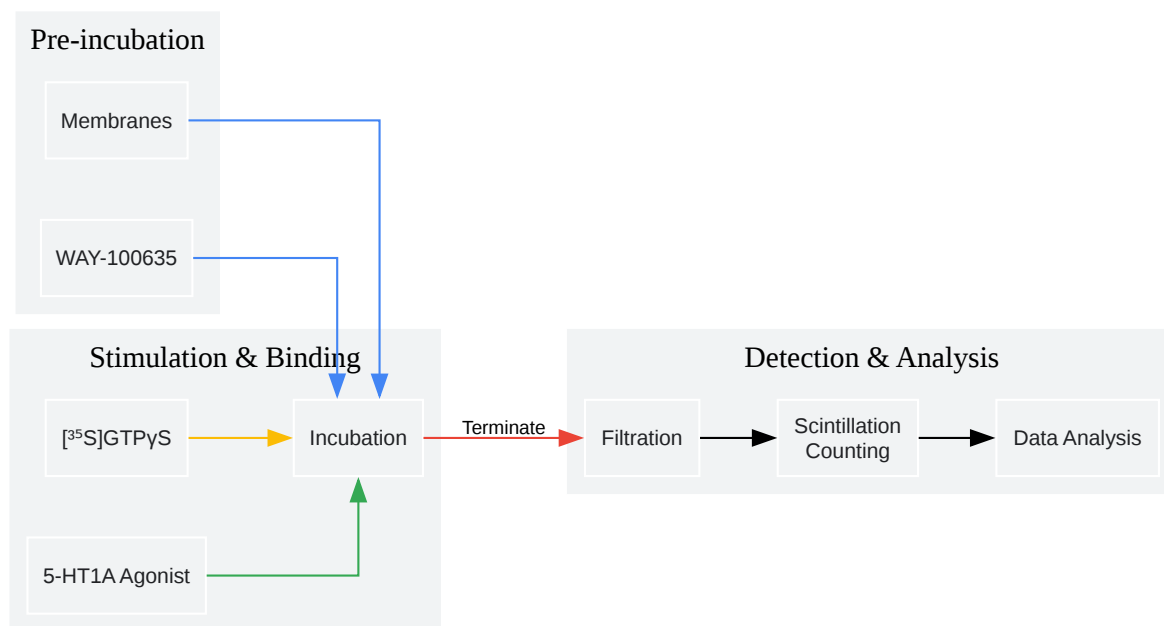 Pre-incubation
Membranes
WAY-100635
Stimulation & Binding
[³⁵S]GTPγS
Incubation
5-HT1A Agonist
Terminate
Detection & Analysis
Filtration
Scintillation
Counting
Data Analysis